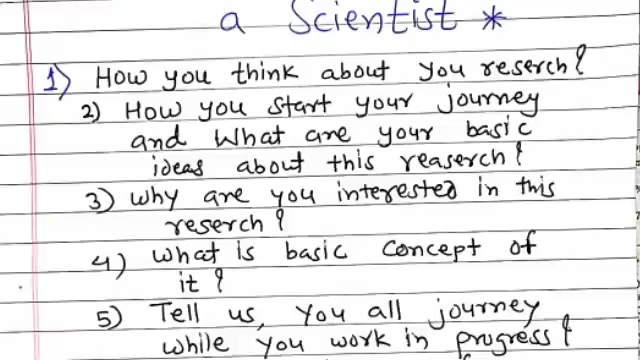 a Scientist *
1) How you think about you reserch?
2) How you start your journey
and what are your basic
ideas about this reaserch?
3) why are you interested in this
reserch?
4) what is basic concept of
it?
5) Tell us, you all journey
while you work in progress?